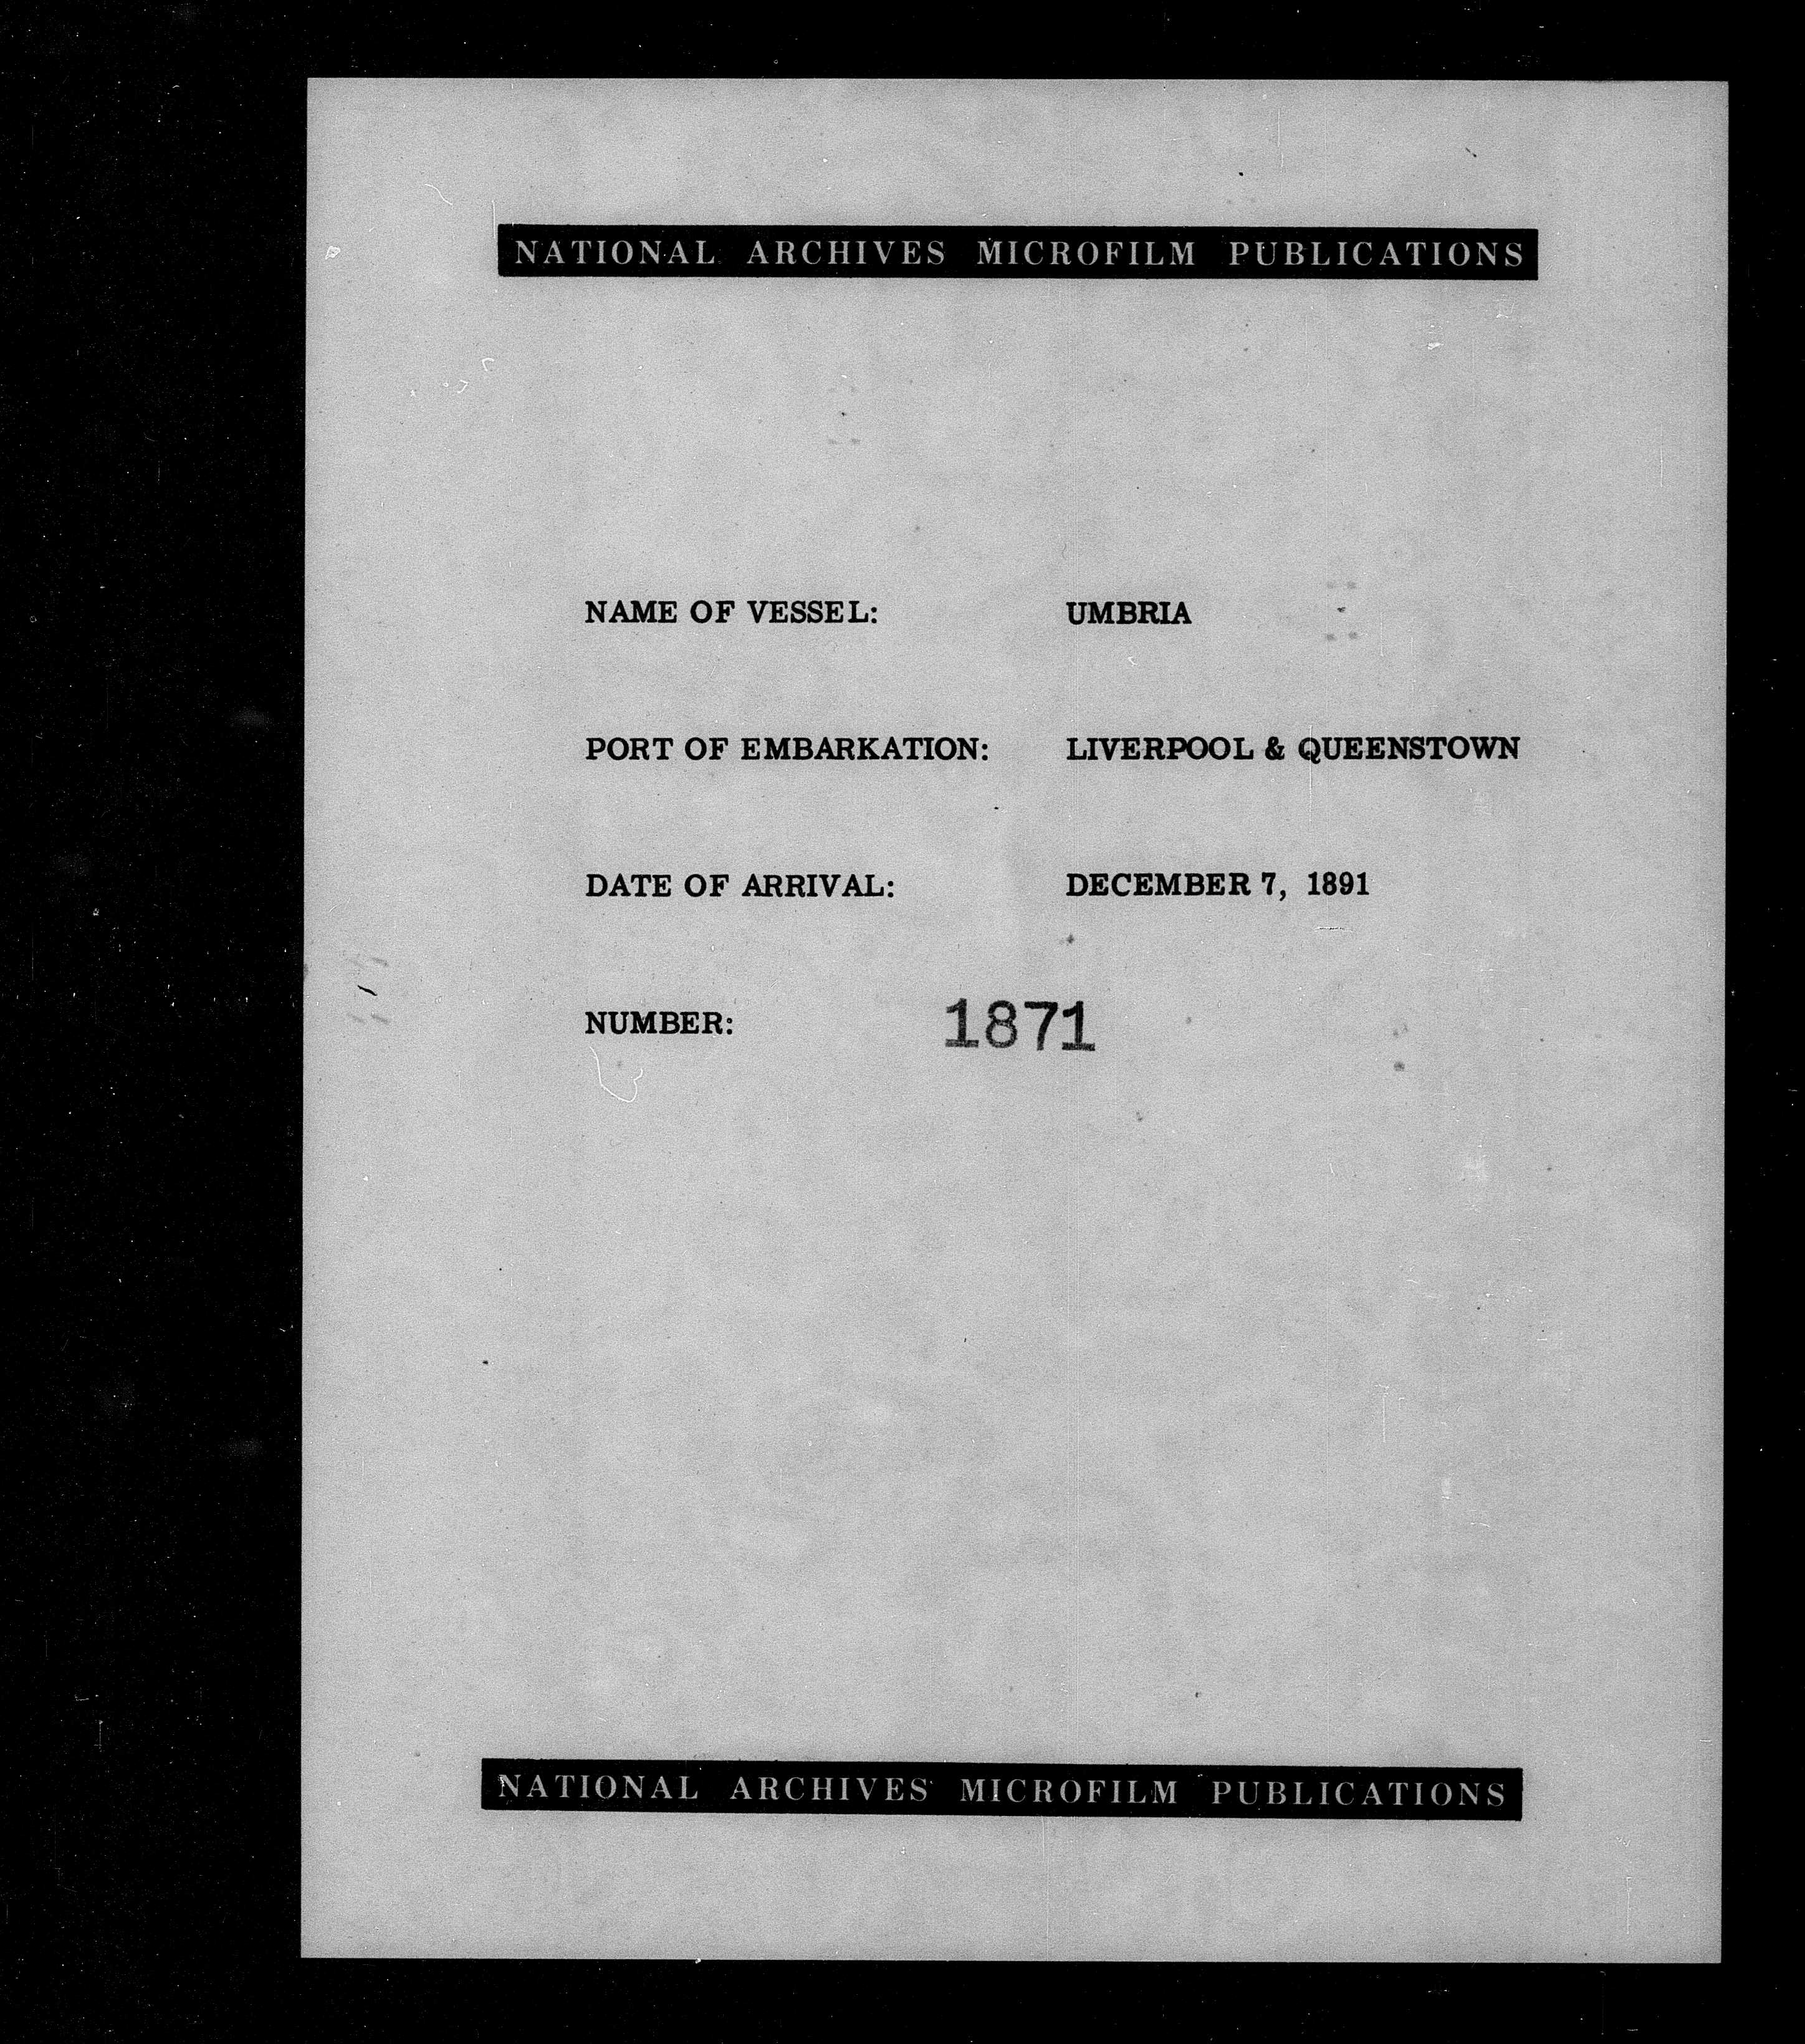 NATIONAL ARCHIVES MICROFILM PUBLICATIONS
NAME OF VESSEL: UMBRIA
PORT OF EMBARKATION: LIVERPOOL & QUEENSTOWN
DATE OF ARRIVAL: DECEMBER 7, 1891
NUMBER: 1871
NATIONAL ARCHIVES MICROFILM PUBLICATIONS